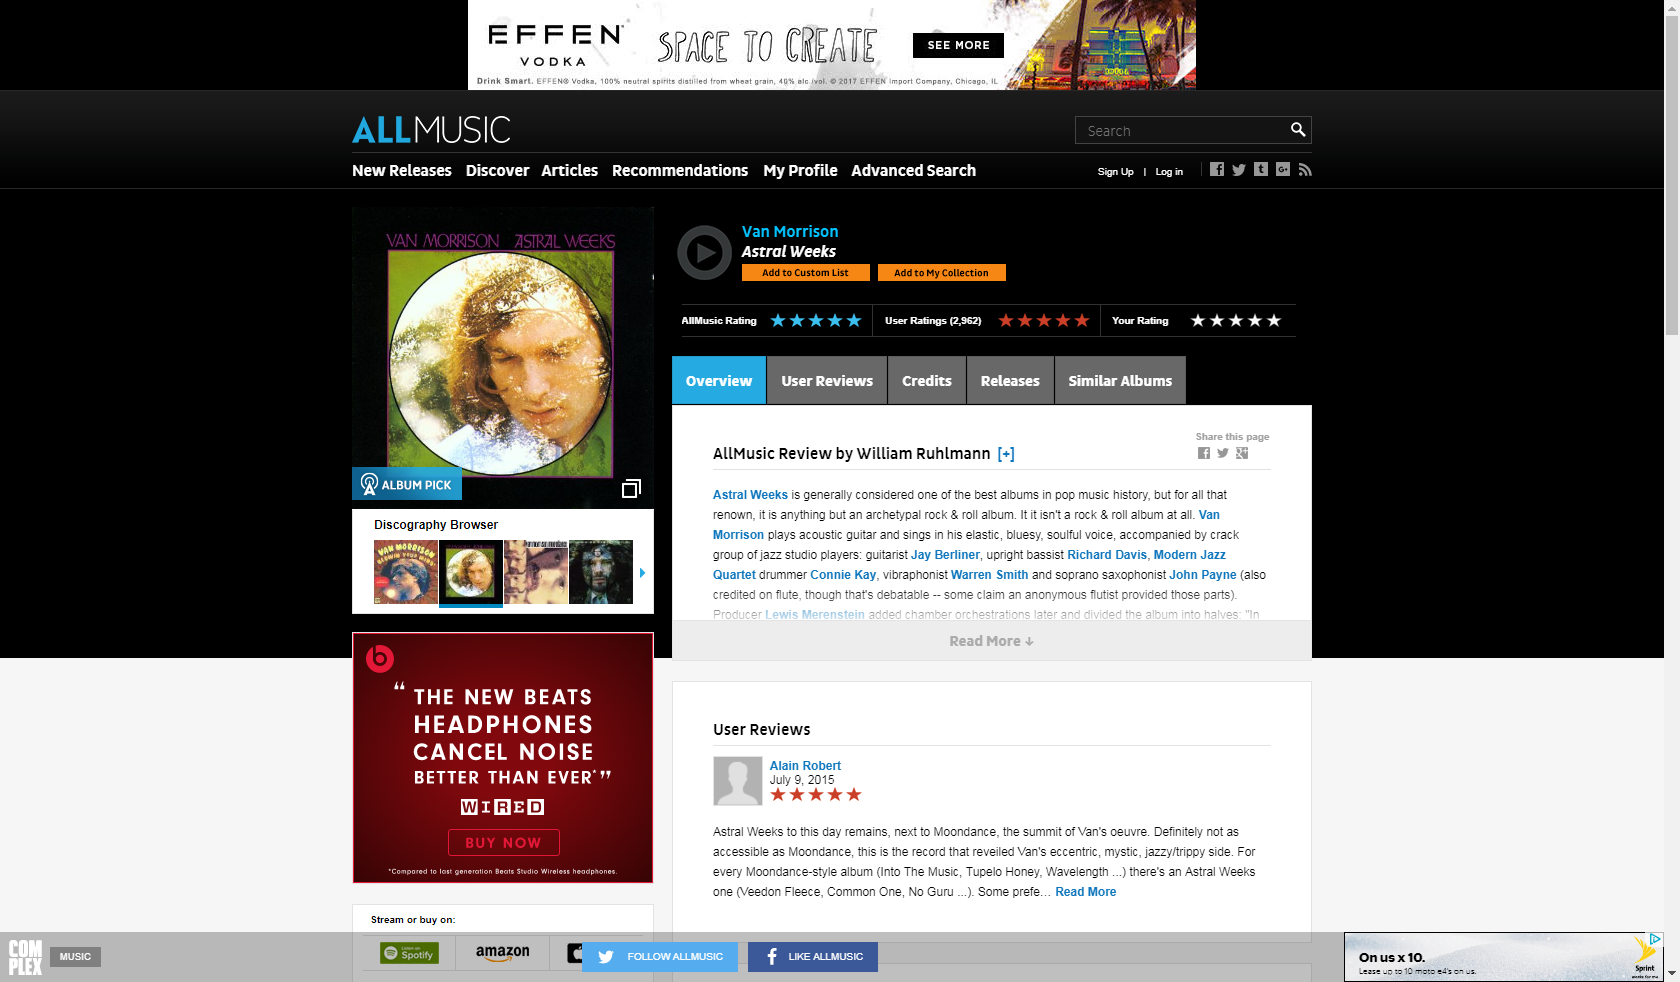 EFFEN
VODKA
SPACE TO CREATE
SEE MORE
Drink Smart. EFFEN® Vodka, 100% neutral spirits distilled from wheat grain, 40% alc./vol. © 2017 EFFEN Import Company, Chicago, IL
ALLMUSIC
Search
New Releases Discover Articles Recommendations My Profile Advanced Search
Sign Up | Log in
VAN MORRISON ASTRAL WEEKS
Van Morrison
Astral Weeks
Add to Custom List Add to My Collection
AllMusic Rating User Ratings (2,962) Your Rating
Overview User Reviews Credits Releases Similar Albums
ALBUM PICK
Discography Browser
VAN MORRISON
Share this page
AllMusic Review by William Ruhlmann [+]
Astral Weeks is generally considered one of the best albums in pop music history, but for all that
renown, it is anything but an archetypal rock & roll album. It it isn't a rock & roll album at all. Van
Morrison plays acoustic guitar and sings in his elastic, bluesy, soulful voice, accompanied by crack
group of jazz studio players: guitarist Jay Berliner, upright bassist Richard Davis, Modern Jazz
Quartet drummer Connie Kay, vibraphonist Warren Smith and soprano saxophonist John Payne (also
credited on flute, though that's debatable -- some claim an anonymous flutist provided those parts).
Producer Lewis Merenstein added chamber orchestrations later and divided the album into halves: "In
Read More ↓
b
“ THE NEW BEATS
HEADPHONES
CANCEL NOISE
BETTER THAN EVER*”
WIRED
BUY NOW
*Compared to last generation Beats Studio Wireless headphones.
User Reviews
Alain Robert
July 9, 2015
Astral Weeks to this day remains, next to Moondance, the summit of Van's oeuvre. Definitely not as
accessible as Moondance, this is the record that reveiled Van's eccentric, mystic, jazzy/trippy side. For
every Moondance-style album (Into The Music, Tupelo Honey, Wavelength ...) there's an Astral Weeks
one (Veedon Fleece, Common One, No Guru ...). Some prefe... Read More
Stream or buy on:
Listen on
Spotify
amazon
COMPLEX
MUSIC
FOLLOW ALLMUSIC
LIKE ALLMUSIC
On us x 10.
Lease up to 10 moto e4's on us.
Sprint
works for me